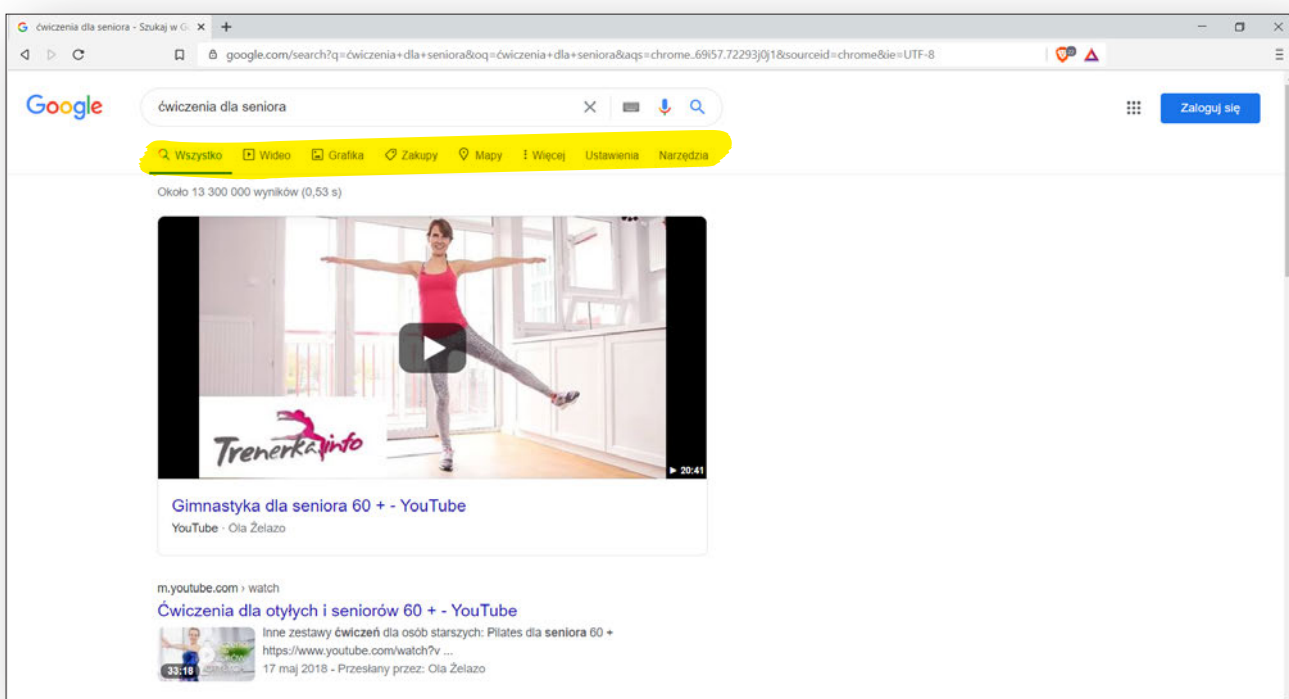 ćwiczenia dla seniora - Szukaj w G
google.com/search?q=ćwiczenia+dla+seniora&oq=ćwiczenia+dla+seniora&aqs=chrome..69i57.72293j0j1&sourceid=chrome&ie=UTF-8
Google
ćwiczenia dla seniora
Zaloguj się
Wszystko Wideo Grafika Zakupy Mapy Więcej Ustawienia Narzędzia
Około 13 300 000 wyników (0,53 s)
Trenerka.info
20:41
Gimnastyka dla seniora 60 + - YouTube
YouTube · Ola Żelazo
m.youtube.com › watch
Ćwiczenia dla otyłych i seniorów 60 + - YouTube
Inne zestawy ćwiczeń dla osób starszych: Pilates dla seniora 60 +
https://www.youtube.com/watch?v ...
33:18
17 maj 2018 - Przesłany przez: Ola Żelazo